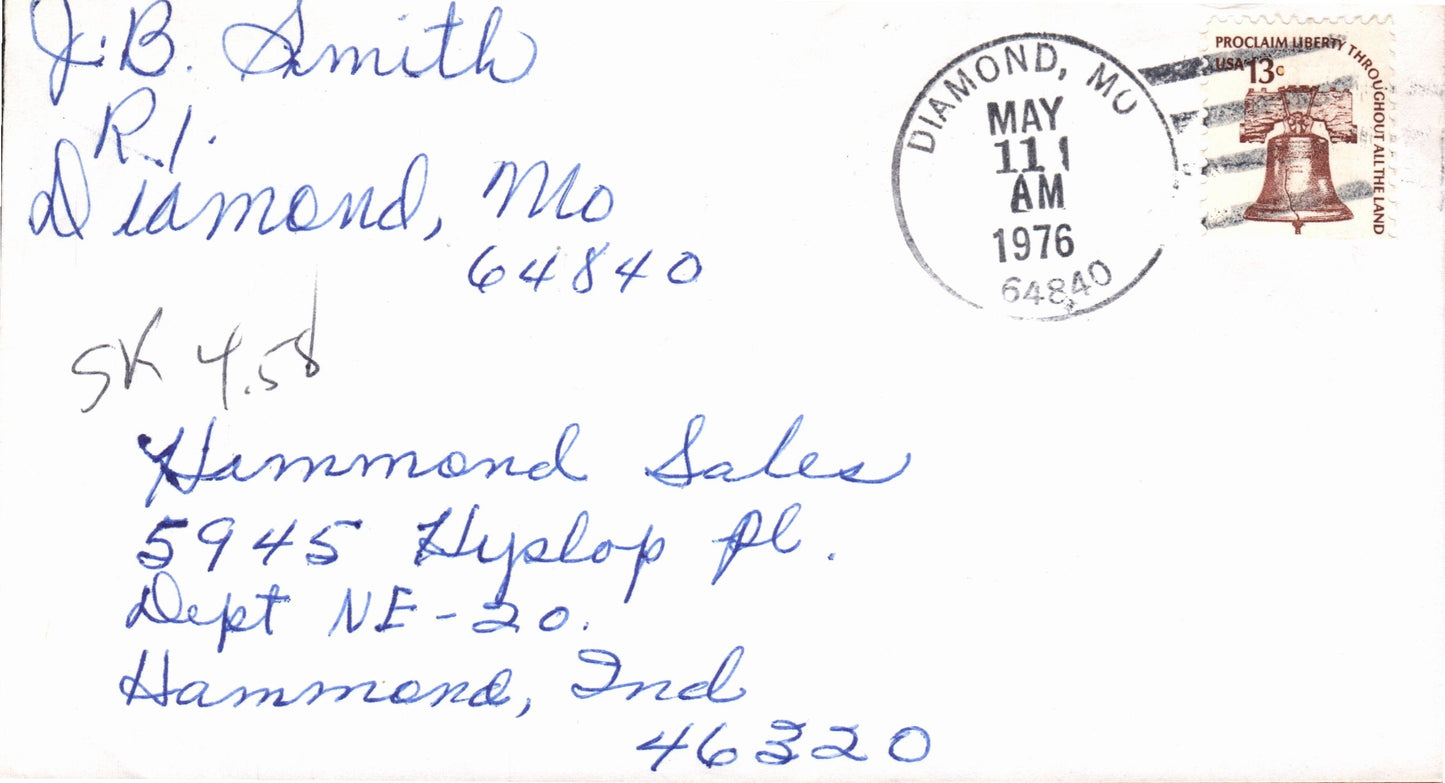 J.B. Smith
R.1.
Diamond, Mo
64840
DIAMOND, MO
MAY
11 1
AM
1976
64840
PROCLAIM LIBERTY THROUGHOUT ALL THE LAND
USA 13c
SK 4.58
Hammond Sales
5945 Hyslop Pl.
Dept NE-20.
Hammond, Ind
46320